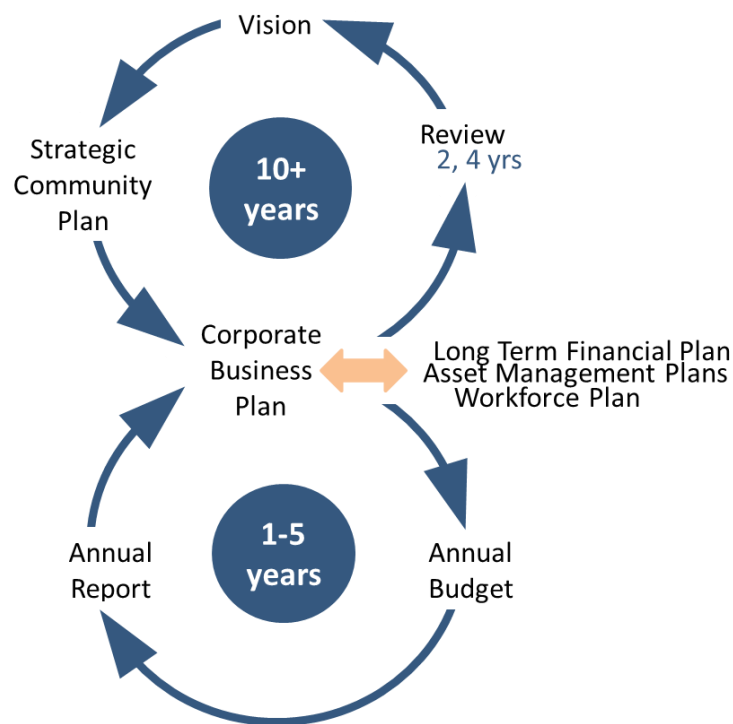 Vision
Review
2, 4 yrs
Strategic
Community
Plan
10+
years
Corporate
Business
Plan
Long Term Financial Plan
Asset Management Plans
Workforce Plan
1-5
years
Annual
Report
Annual
Budget